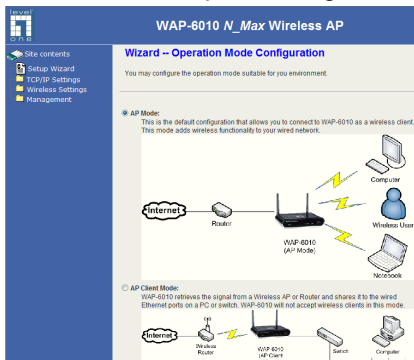 level
one
WAP-6010 N_Max Wireless AP
Site contents
Setup Wizard
TCP/IP Settings
Wireless Settings
Management
Wizard -- Operation Mode Configuration
You may configure the operation mode suitable for you environment.
AP Mode:
This is the default configuration that allows you to connect to WAP-6010 as a wireless client.
This mode adds wireless functionality to your wired network.
Computer
Internet
Router
WAP-6010
(AP Mode)
Wireless User
Notebook
AP Client Mode:
WAP-6010 retrieves the signal from a Wireless AP or Router and shares it to the wired
Ethernet ports on a PC or switch. WAP-6010 will not accept wireless clients in this mode.
Internet
Wireless
Router
WAP-6010
(AP Client
Switch
Computer